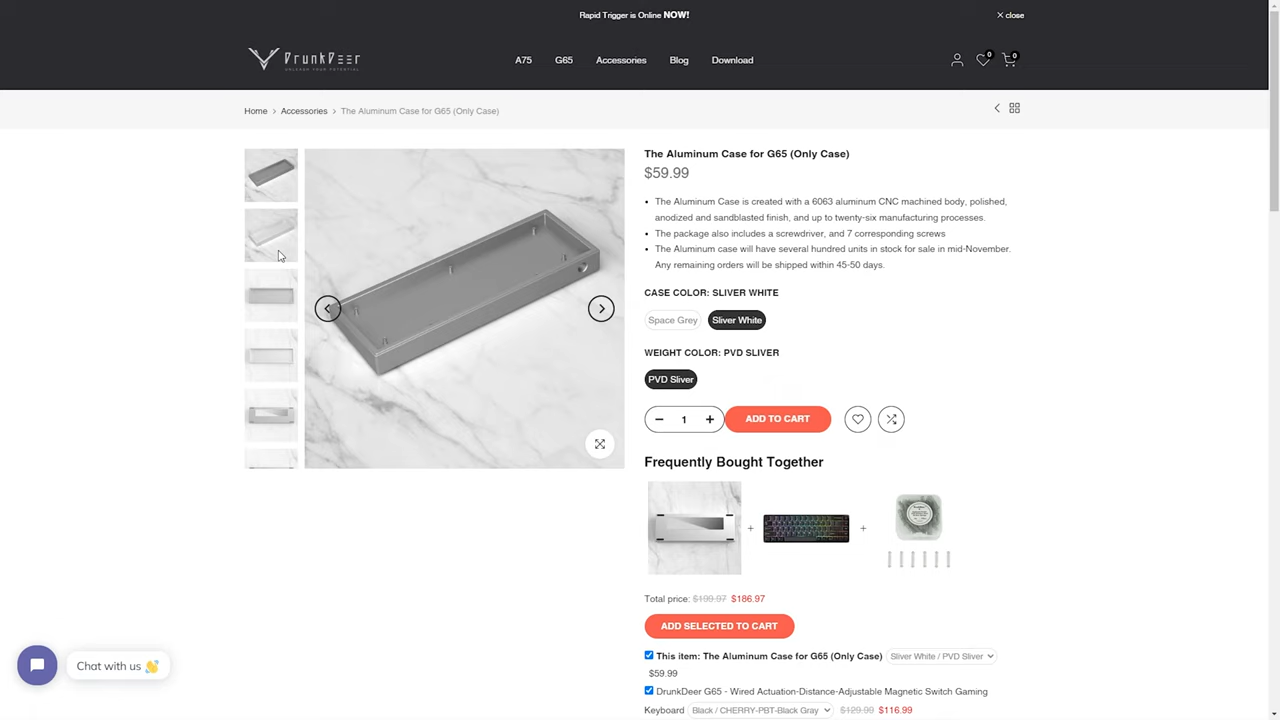 Rapid Trigger is Online NOW!
close
DrunkDeer
UNLEASH YOUR POTENTIAL
A75
G65
Accessories
Blog
Download
0
0
Home > Accessories > The Aluminum Case for G65 (Only Case)
The Aluminum Case for G65 (Only Case)
$59.99
• The Aluminum Case is created with a 6063 aluminum CNC machined body, polished,
anodized and sandblasted finish, and up to twenty-six manufacturing processes.
• The package also includes a screwdriver, and 7 corresponding screws
• The Aluminum case will have several hundred units in stock for sale in mid-November.
Any remaining orders will be shipped within 45-50 days.
CASE COLOR: SLIVER WHITE
Space Grey
Sliver White
WEIGHT COLOR: PVD SLIVER
PVD Sliver
− 1 +
ADD TO CART
Frequently Bought Together
+
+
Total price: $199.97 $186.97
ADD SELECTED TO CART
This item: The Aluminum Case for G65 (Only Case) Sliver White / PVD Sliver
$59.99
DrunkDeer G65 - Wired Actuation-Distance-Adjustable Magnetic Switch Gaming
Keyboard Black / CHERRY-PBT-Black Gray $129.99 $116.99
Chat with us 👋